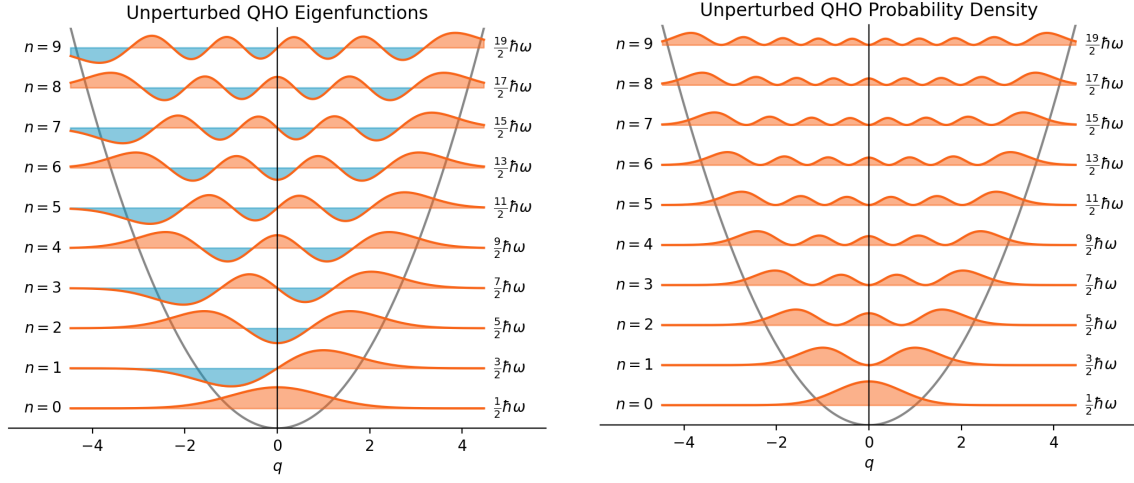 Unperturbed QHO Eigenfunctions
n = 9
19/2 ħω
n = 8
17/2 ħω
n = 7
15/2 ħω
n = 6
13/2 ħω
n = 5
11/2 ħω
n = 4
9/2 ħω
n = 3
7/2 ħω
n = 2
5/2 ħω
n = 1
3/2 ħω
n = 0
1/2 ħω
−4 −2 0 2 4
q
Unperturbed QHO Probability Density
n = 9
19/2 ħω
n = 8
17/2 ħω
n = 7
15/2 ħω
n = 6
13/2 ħω
n = 5
11/2 ħω
n = 4
9/2 ħω
n = 3
7/2 ħω
n = 2
5/2 ħω
n = 1
3/2 ħω
n = 0
1/2 ħω
−4 −2 0 2 4
q